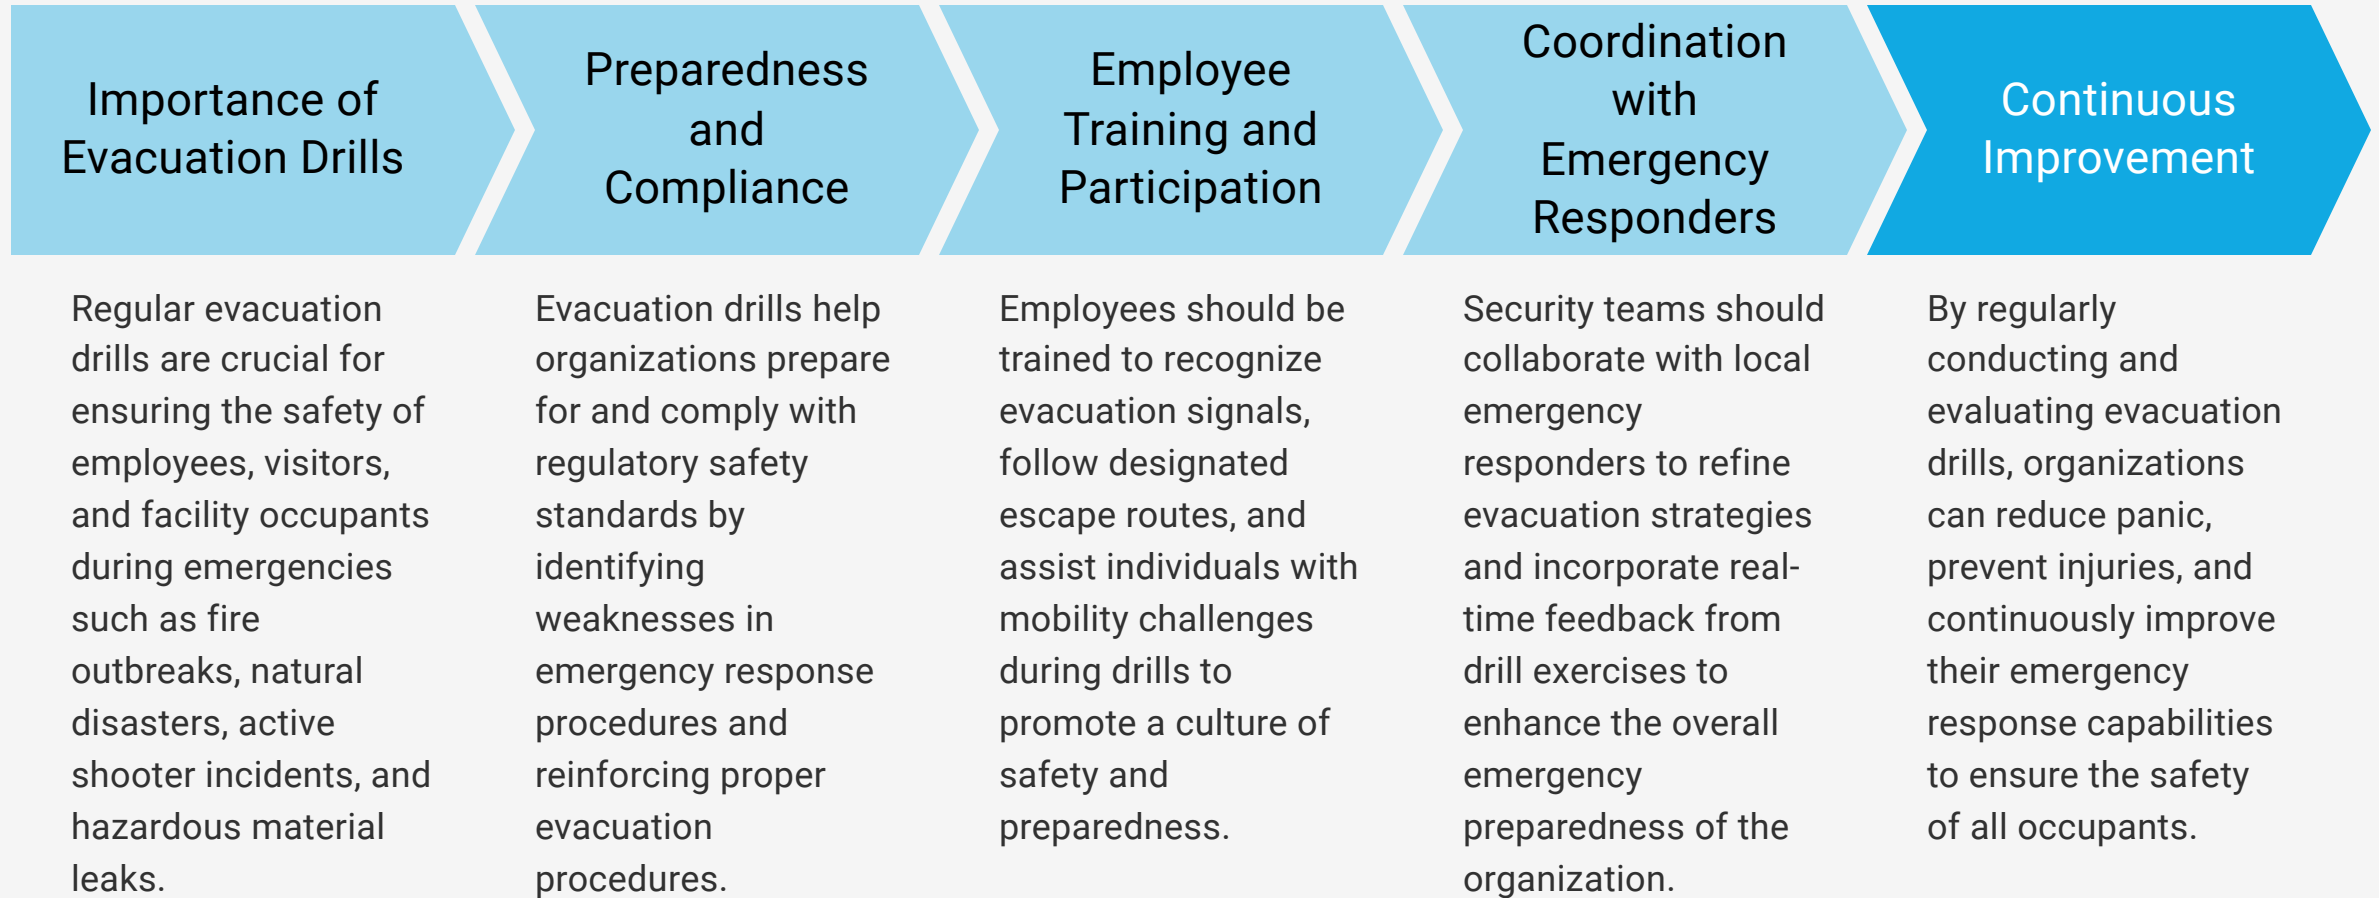 Importance of
Evacuation Drills
Regular evacuation
drills are crucial for
ensuring the safety of
employees, visitors,
and facility occupants
during emergencies
such as fire
outbreaks, natural
disasters, active
shooter incidents, and
hazardous material
leaks.
Preparedness
and
Compliance
Evacuation drills help
organizations prepare
for and comply with
regulatory safety
standards by
identifying
weaknesses in
emergency response
procedures and
reinforcing proper
evacuation
procedures.
Employee
Training and
Participation
Employees should be
trained to recognize
evacuation signals,
follow designated
escape routes, and
assist individuals with
mobility challenges
during drills to
promote a culture of
safety and
preparedness.
Coordination
with
Emergency
Responders
Security teams should
collaborate with local
emergency
responders to refine
evacuation strategies
and incorporate real-
time feedback from
drill exercises to
enhance the overall
emergency
preparedness of the
organization.
Continuous
Improvement
By regularly
conducting and
evaluating evacuation
drills, organizations
can reduce panic,
prevent injuries, and
continuously improve
their emergency
response capabilities
to ensure the safety
of all occupants.